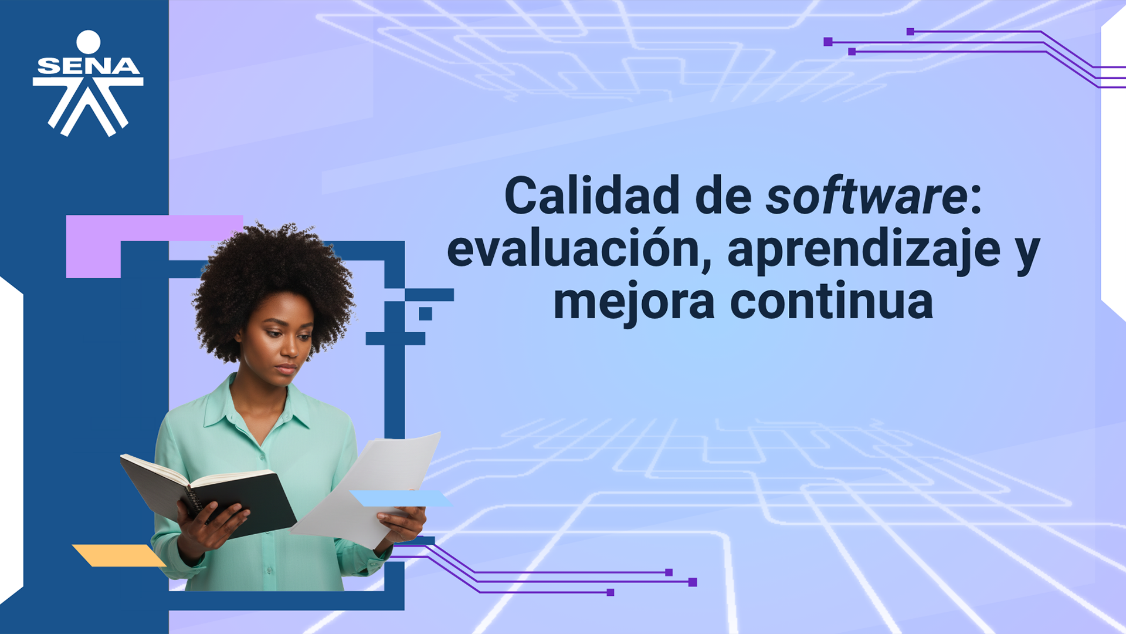 SENA
Calidad de software:
evaluación, aprendizaje y
mejora continua